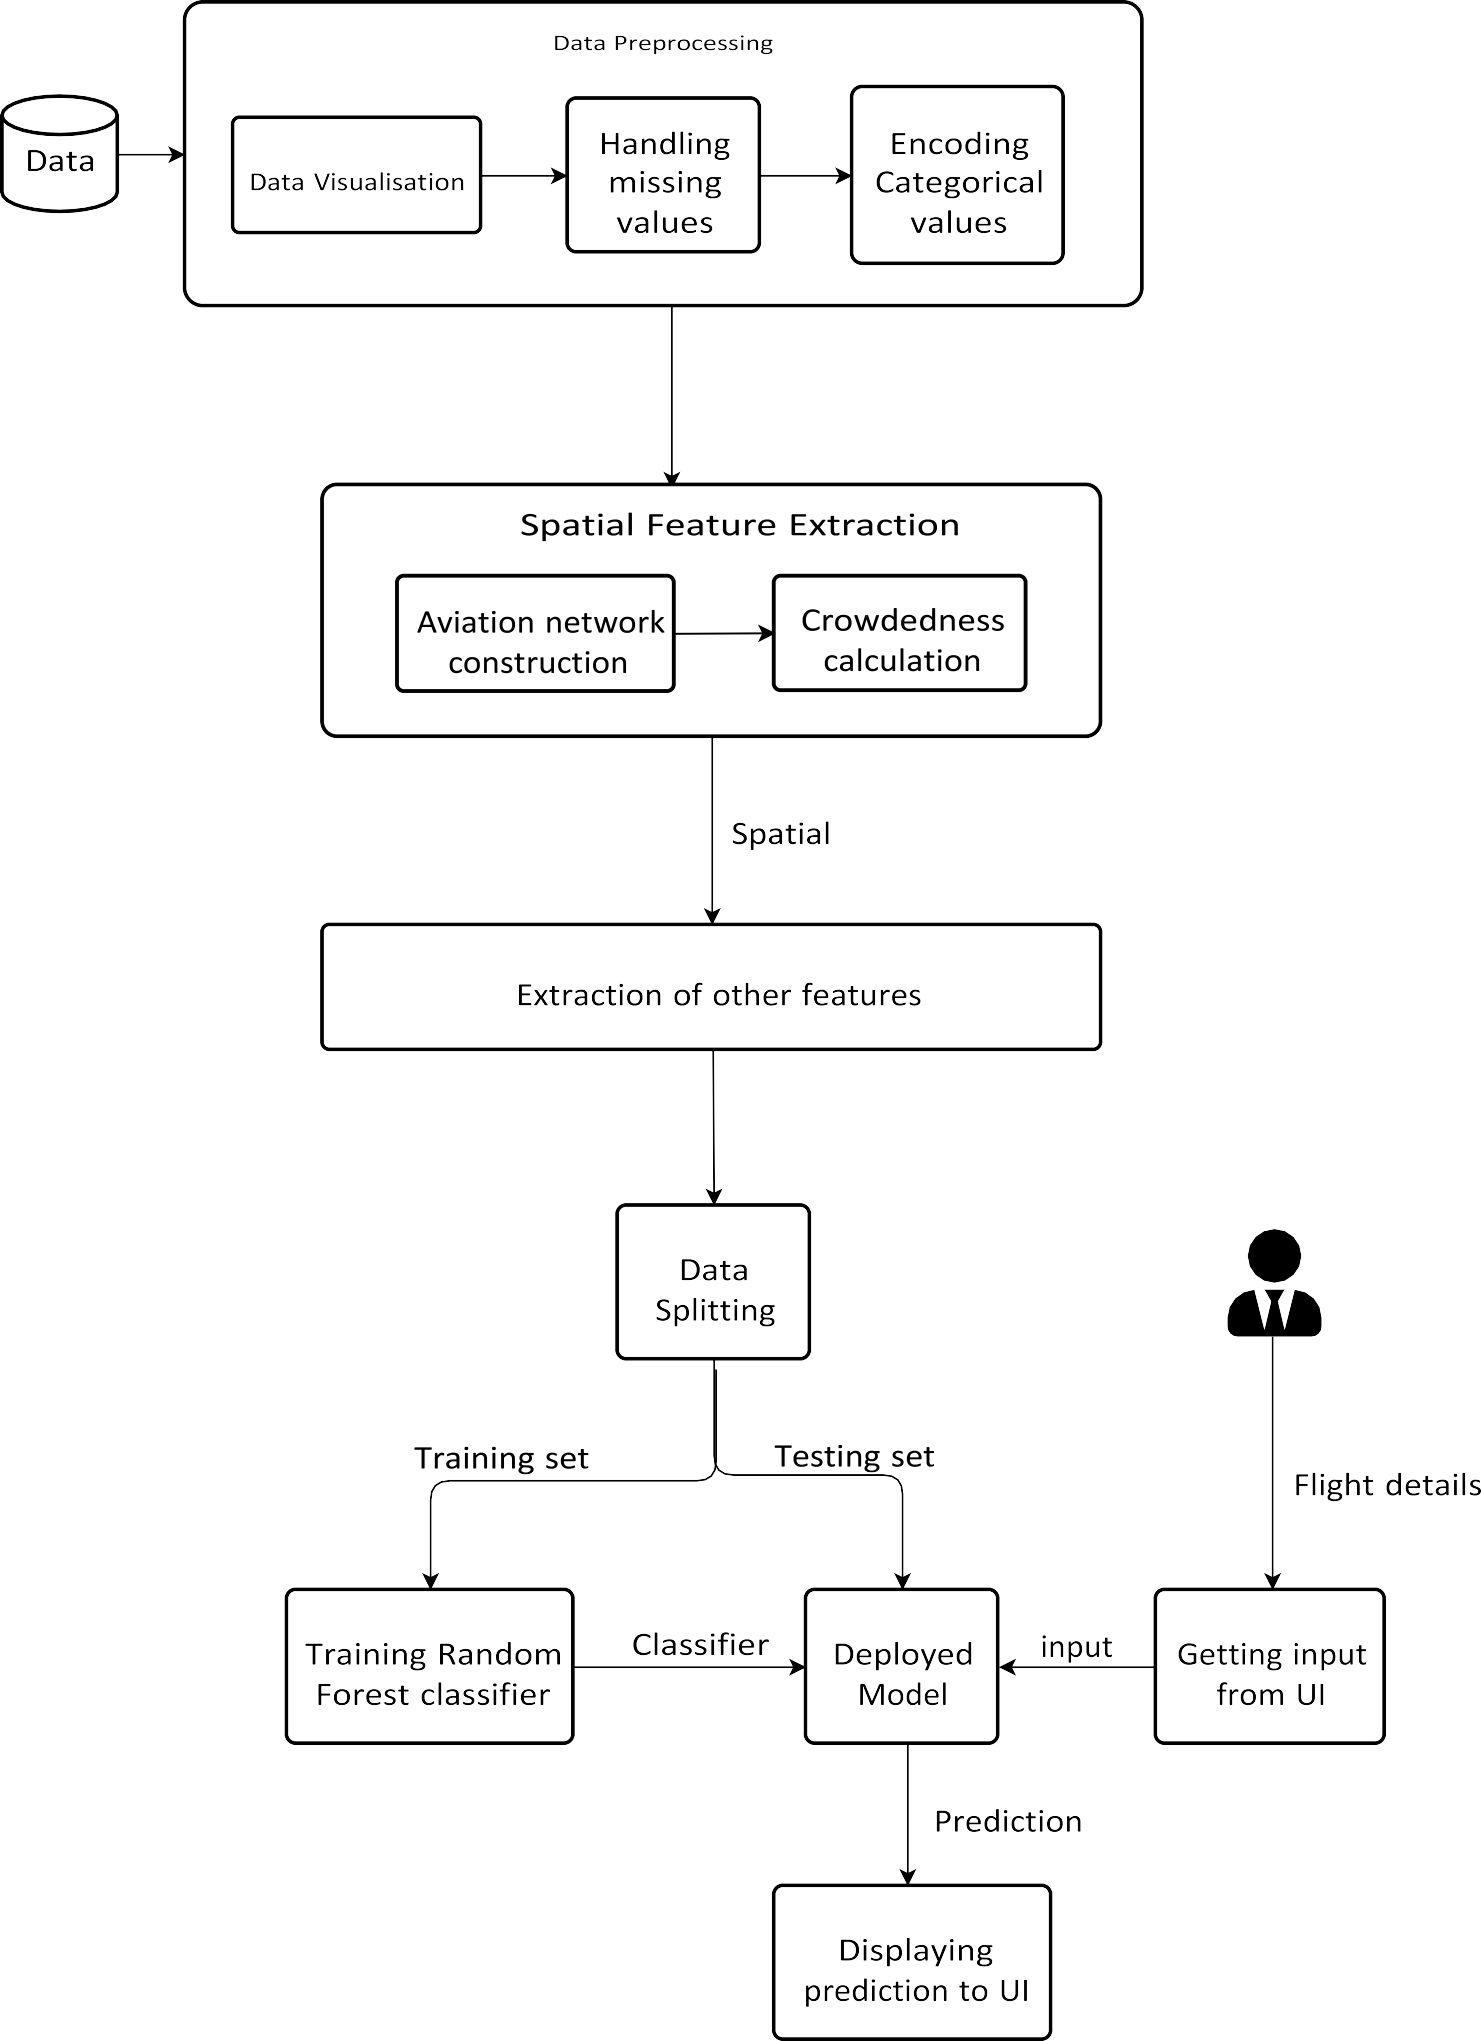 Data Preprocessing
Data
Data Visualisation
Handling
missing
values
Encoding
Categorical
values
Spatial Feature Extraction
Aviation network
construction
Crowdedness
calculation
Spatial
Extraction of other features
Data
Splitting
Training set
Testing set
Flight details
Training Random
Forest classifier
Classifier
Deployed
Model
input
Getting input
from UI
Prediction
Displaying
prediction to UI